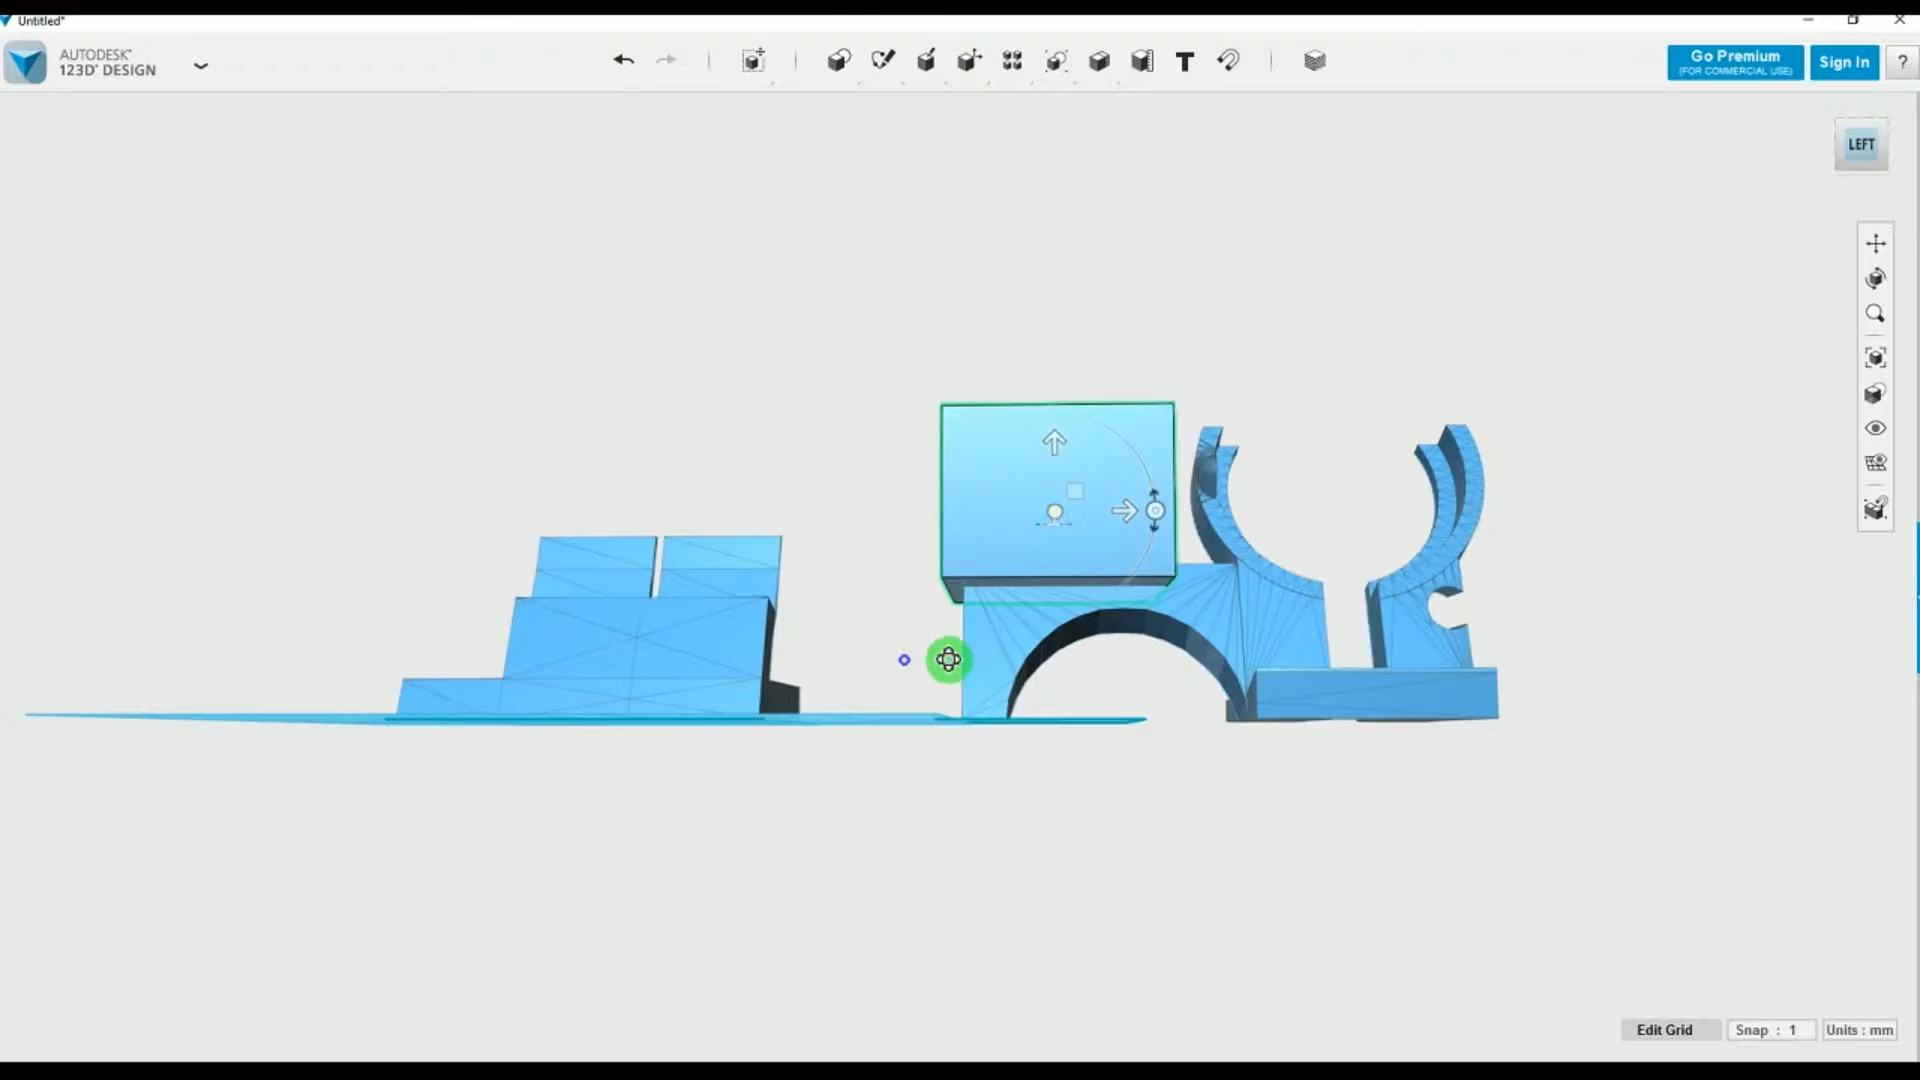 Untitled*
AUTODESK®
123D® DESIGN
Go Premium
(FOR COMMERCIAL USE)
Sign In
?
LEFT
Edit Grid
Snap : 1
Units : mm